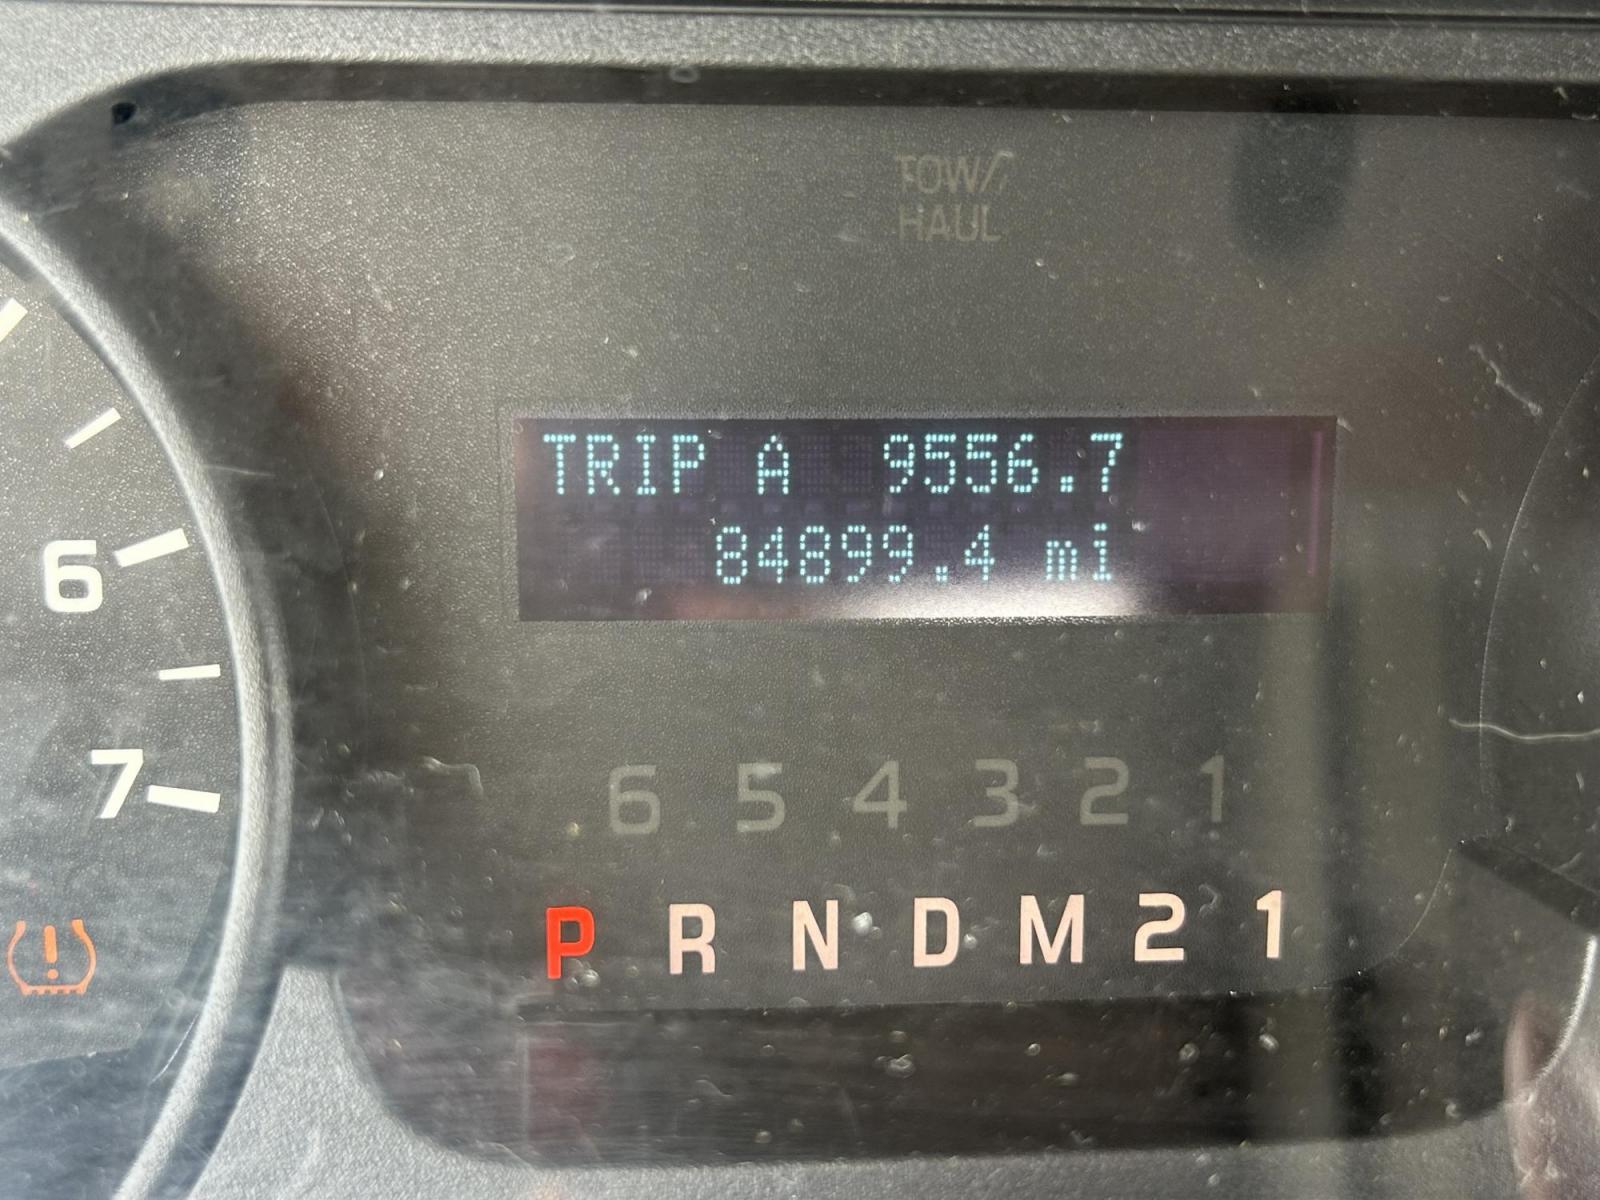 TOW/
HAUL
TRIP A 9556.7
84899.4 mi
6
7
6 5 4 3 2 1
P R N D M 2 1